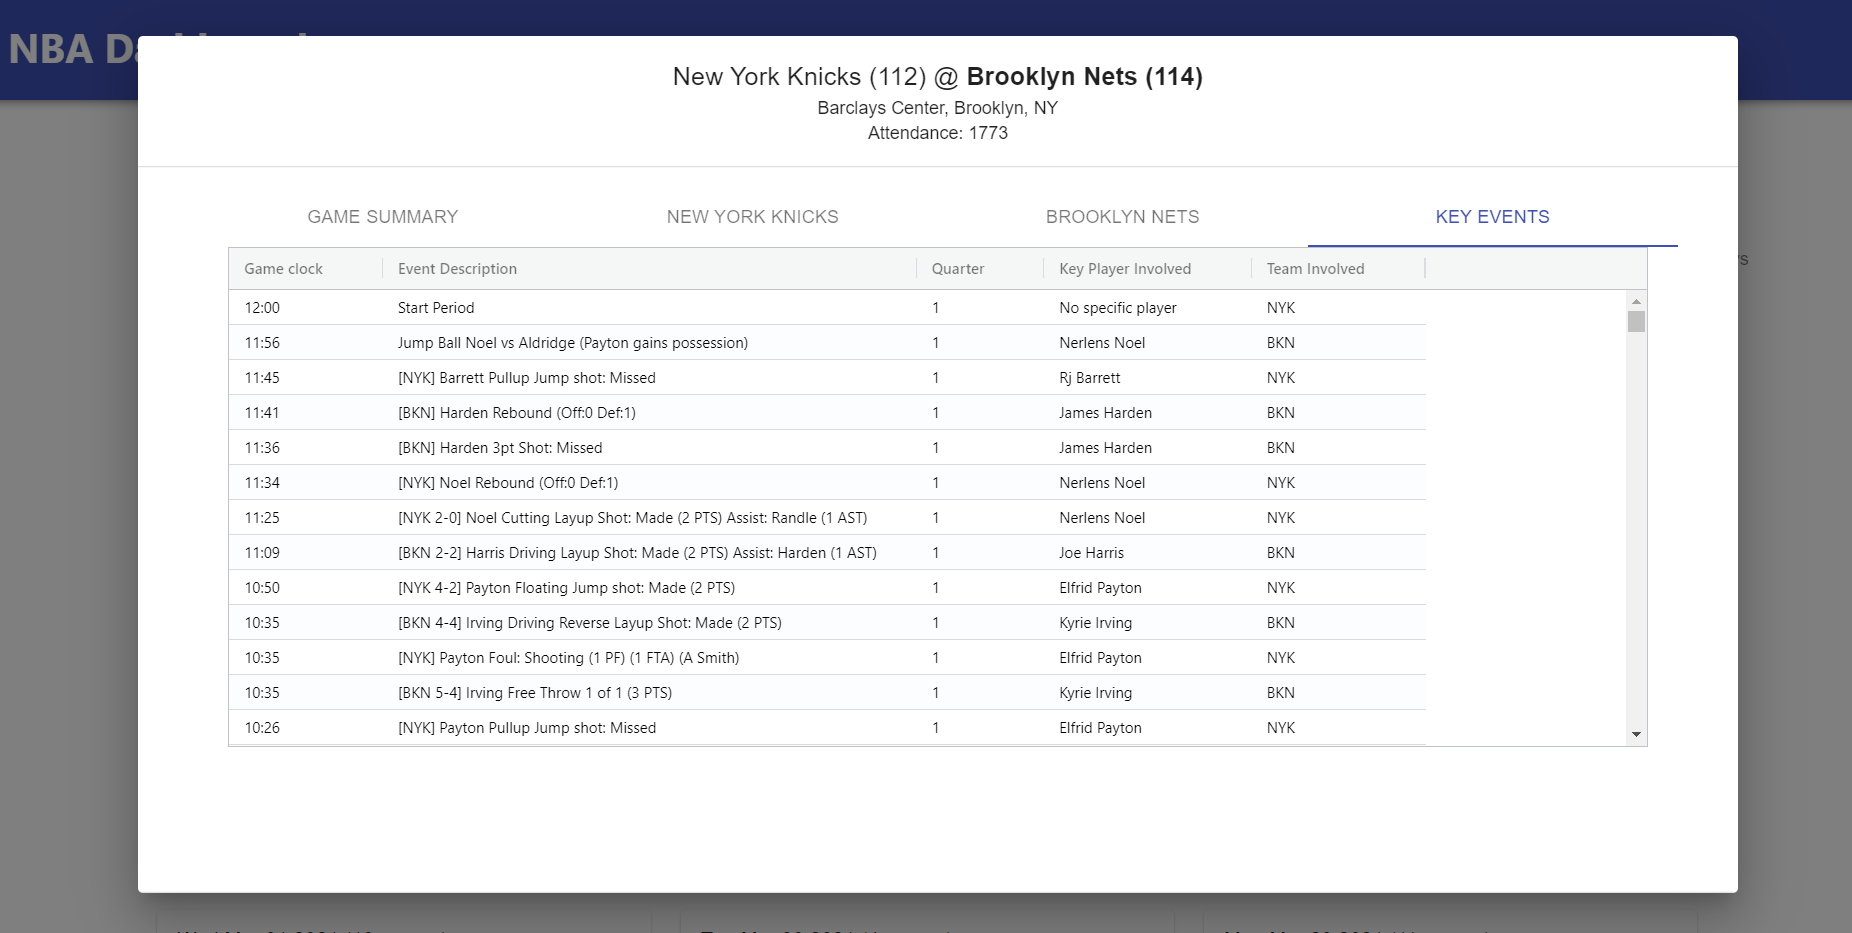 NBA Da
New York Knicks (112) @ Brooklyn Nets (114)
Barclays Center, Brooklyn, NY
Attendance: 1773
GAME SUMMARY NEW YORK KNICKS BROOKLYN NETS KEY EVENTS
Game clock Event Description Quarter Key Player Involved Team Involved
12:00 Start Period 1 No specific player NYK
11:56 Jump Ball Noel vs Aldridge (Payton gains possession) 1 Nerlens Noel BKN
11:45 [NYK] Barrett Pullup Jump shot: Missed 1 Rj Barrett NYK
11:41 [BKN] Harden Rebound (Off:0 Def:1) 1 James Harden BKN
11:36 [BKN] Harden 3pt Shot: Missed 1 James Harden BKN
11:34 [NYK] Noel Rebound (Off:0 Def:1) 1 Nerlens Noel NYK
11:25 [NYK 2-0] Noel Cutting Layup Shot: Made (2 PTS) Assist: Randle (1 AST) 1 Nerlens Noel NYK
11:09 [BKN 2-2] Harris Driving Layup Shot: Made (2 PTS) Assist: Harden (1 AST) 1 Joe Harris BKN
10:50 [NYK 4-2] Payton Floating Jump shot: Made (2 PTS) 1 Elfrid Payton NYK
10:35 [BKN 4-4] Irving Driving Reverse Layup Shot: Made (2 PTS) 1 Kyrie Irving BKN
10:35 [NYK] Payton Foul: Shooting (1 PF) (1 FTA) (A Smith) 1 Elfrid Payton NYK
10:35 [BKN 5-4] Irving Free Throw 1 of 1 (3 PTS) 1 Kyrie Irving BKN
10:26 [NYK] Payton Pullup Jump shot: Missed 1 Elfrid Payton NYK